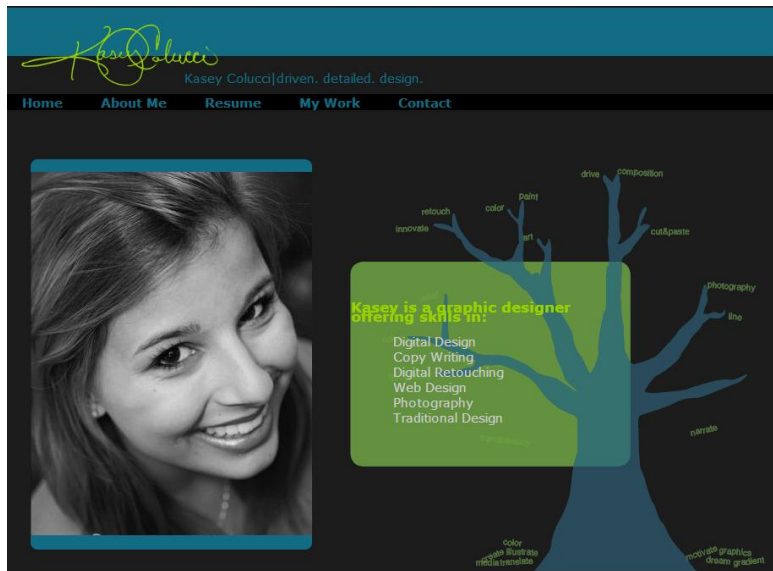 Kasey Colucci
Kasey Colucci|driven. detailed. design.
Home About Me Resume My Work Contact
drive composition
paint
color
retouch
innovate
art
cut&paste
photography
line
Kasey is a graphic designer
offering skills in:
Digital Design
Copy Writing
Digital Retouching
Web Design
Photography
Traditional Design
narrate
color
create illustrate
media translate
motivate graphics
dream gradient